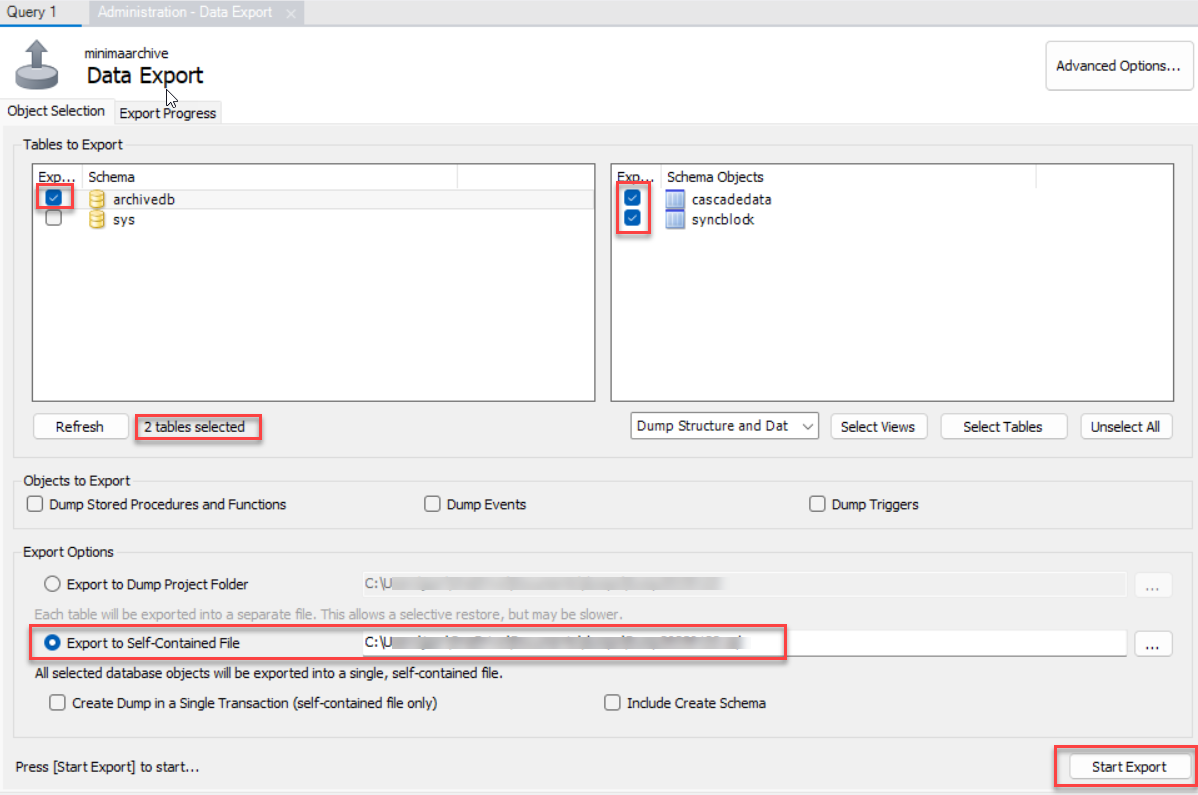 Query 1
Administration - Data Export
minimaarchive
Data Export
Advanced Options...
Object Selection
Export Progress
Tables to Export
Exp... Schema
archivedb
sys
Exp... Schema Objects
cascadedata
syncblock
Refresh
2 tables selected
Dump Structure and Dat
Select Views
Select Tables
Unselect All
Objects to Export
Dump Stored Procedures and Functions
Dump Events
Dump Triggers
Export Options
Export to Dump Project Folder
C:\U
...
Each table will be exported into a separate file. This allows a selective restore, but may be slower.
Export to Self-Contained File
C:\U
...
All selected database objects will be exported into a single, self-contained file.
Create Dump in a Single Transaction (self-contained file only)
Include Create Schema
Press [Start Export] to start...
Start Export